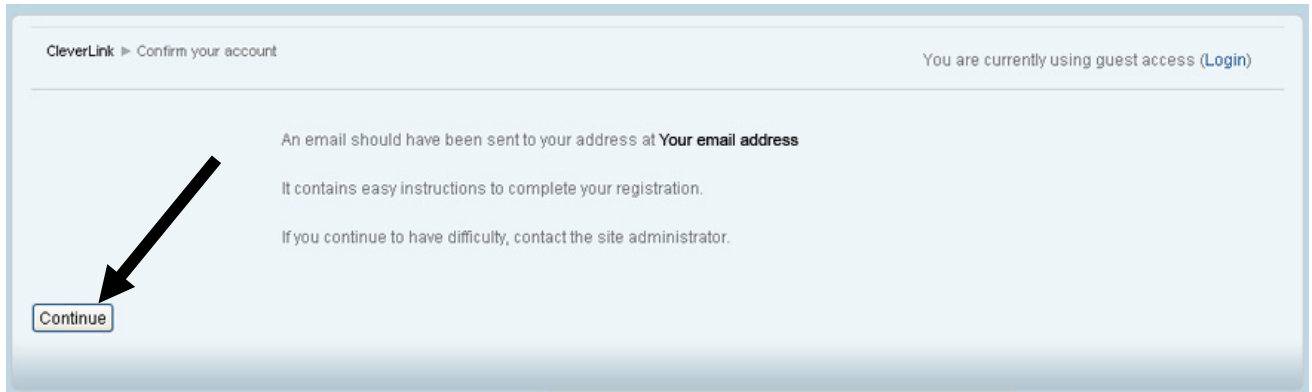 CleverLink ► Confirm your account
You are currently using guest access (Login)
An email should have been sent to your address at Your email address
It contains easy instructions to complete your registration.
If you continue to have difficulty, contact the site administrator.
Continue